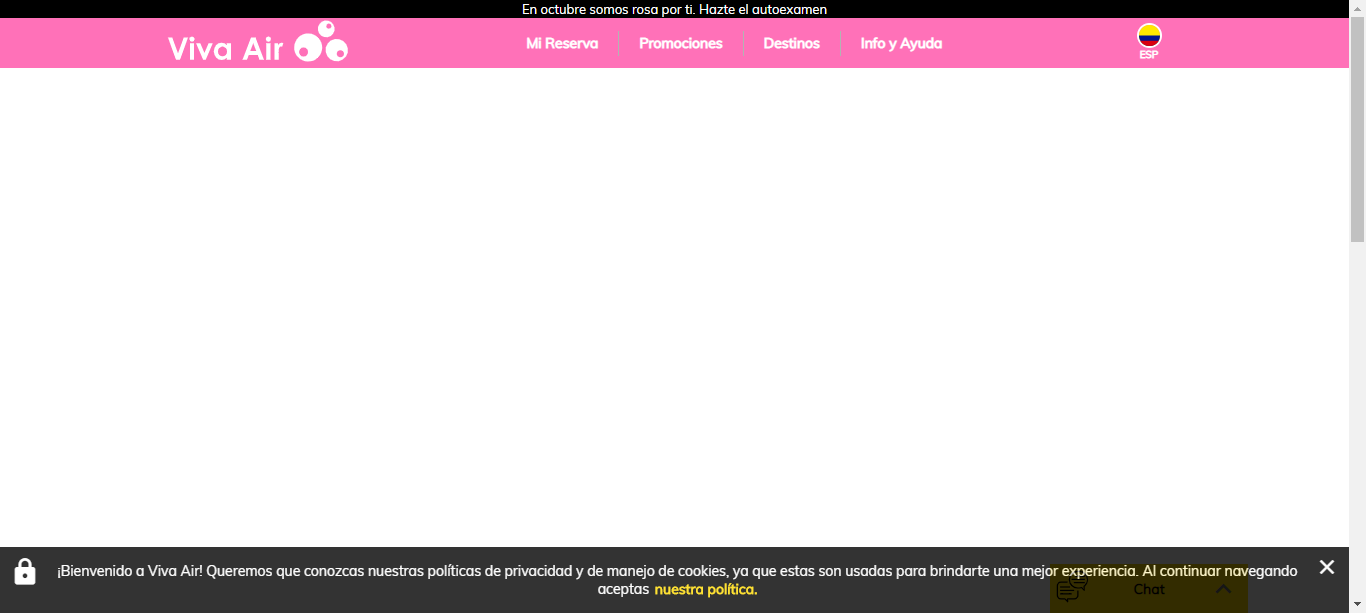 En octubre somos rosa por ti. Hazte el autoexamen
Viva Air
Mi Reserva
Promociones
Destinos
Info y Ayuda
ESP
¡Bienvenido a Viva Air! Queremos que conozcas nuestras políticas de privacidad y de manejo de cookies, ya que estas son usadas para brindarte una mejor experiencia. Al continuar navegando
aceptas nuestra política.
Chat